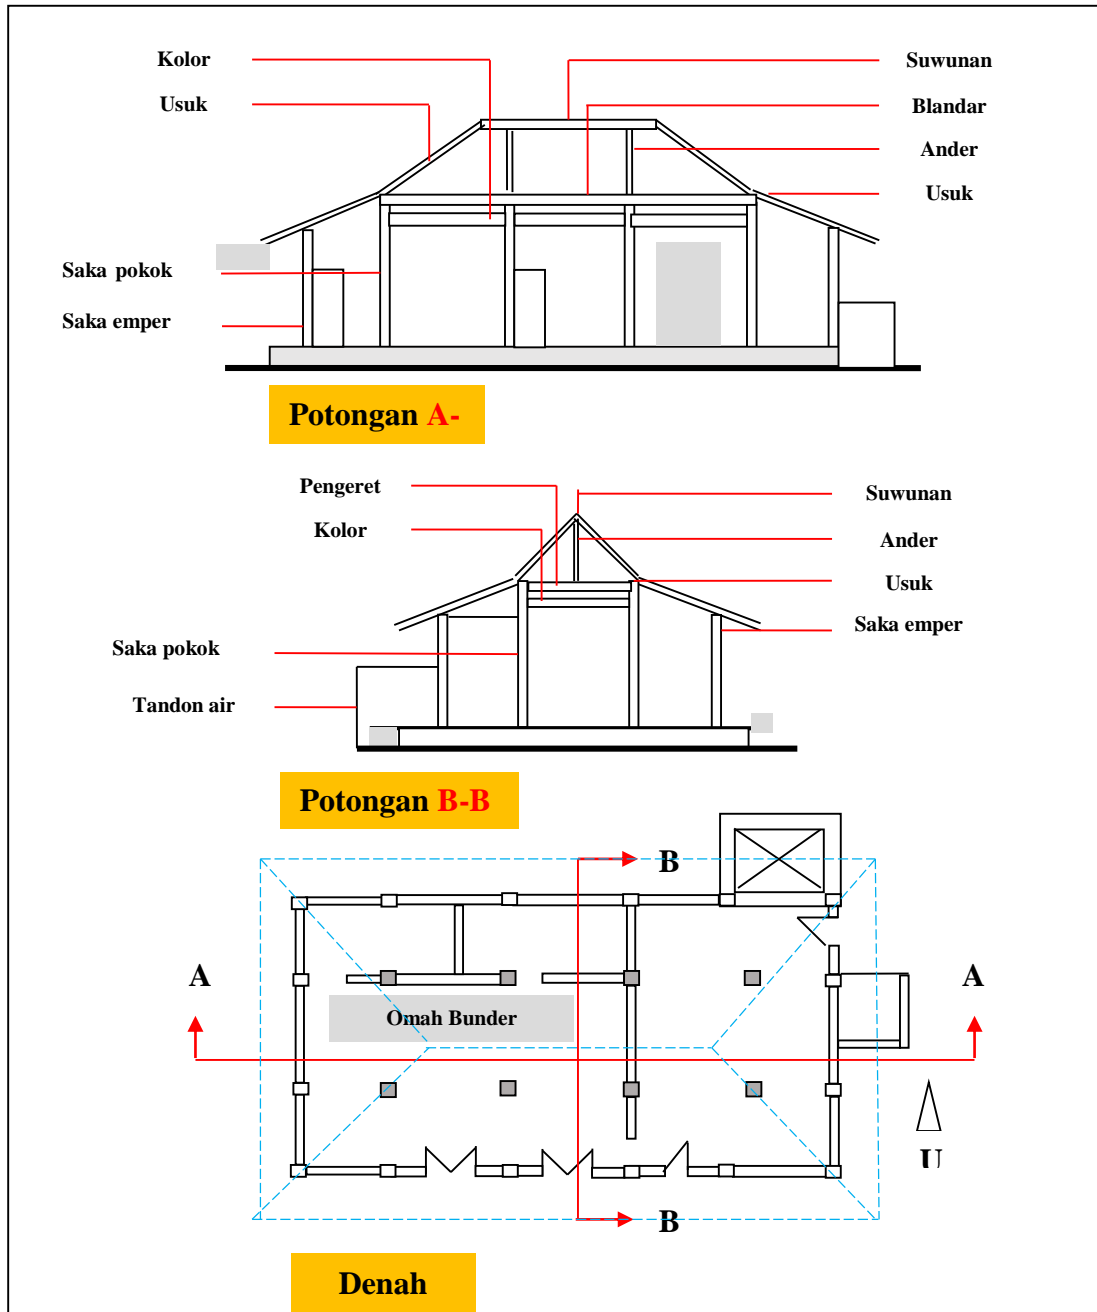 Kolor
Suwunan
Usuk
Blandar
Ander
Usuk
Saka pokok
Saka emper
Potongan A-
Pengeret
Suwunan
Kolor
Ander
Usuk
Saka emper
Saka pokok
Tandon air
Potongan B-B
B
A
A
Omah Bunder
U
B
Denah